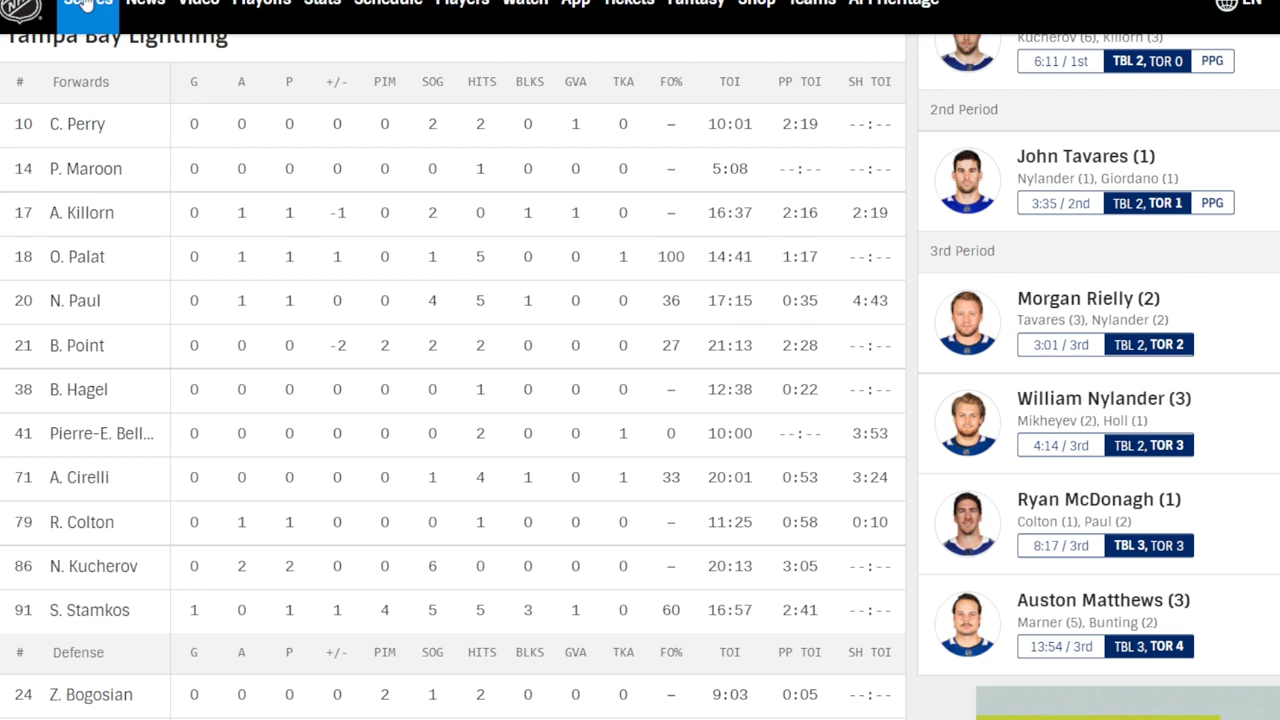 NHL
Scores News Video Playoffs Stats Schedule Players Watch App Tickets Fantasy Shop Teams API Heritage EN
Tampa Bay Lightning
# Forwards G A P +/- PIM SOG HITS BLKS GVA TKA FO% TOI PP TOI SH TOI
10 C. Perry 0 0 0 0 0 2 2 0 1 0 – 10:01 2:19 --:--
14 P. Maroon 0 0 0 0 0 0 1 0 0 0 – 5:08 --:-- --:--
17 A. Killorn 0 1 1 -1 0 2 0 1 1 0 – 16:37 2:16 2:19
18 O. Palat 0 1 1 1 0 1 5 0 0 1 100 14:41 1:17 --:--
20 N. Paul 0 1 1 0 0 4 5 1 0 0 36 17:15 0:35 4:43
21 B. Point 0 0 0 -2 2 2 2 0 0 0 27 21:13 2:28 --:--
38 B. Hagel 0 0 0 0 0 0 1 0 0 0 – 12:38 0:22 --:--
41 Pierre-E. Bell... 0 0 0 0 0 0 2 0 0 1 0 10:00 --:-- 3:53
71 A. Cirelli 0 0 0 0 0 1 4 1 0 1 33 20:01 0:53 3:24
79 R. Colton 0 1 1 0 0 0 1 0 0 0 – 11:25 0:58 0:10
86 N. Kucherov 0 2 2 0 0 6 0 0 0 0 – 20:13 3:05 --:--
91 S. Stamkos 1 0 1 1 4 5 5 3 1 0 60 16:57 2:41 --:--
# Defense G A P +/- PIM SOG HITS BLKS GVA TKA FO% TOI PP TOI SH TOI
24 Z. Bogosian 0 0 0 0 2 1 2 0 0 0 – 9:03 0:05 --:--
Kucherov (6), Killorn (3)
6:11 / 1st TBL 2, TOR 0 PPG
2nd Period
John Tavares (1)
Nylander (1), Giordano (1)
3:35 / 2nd TBL 2, TOR 1 PPG
3rd Period
Morgan Rielly (2)
Tavares (3), Nylander (2)
3:01 / 3rd TBL 2, TOR 2
William Nylander (3)
Mikheyev (2), Holl (1)
4:14 / 3rd TBL 2, TOR 3
Ryan McDonagh (1)
Colton (1), Paul (2)
8:17 / 3rd TBL 3, TOR 3
Auston Matthews (3)
Marner (5), Bunting (2)
13:54 / 3rd TBL 3, TOR 4